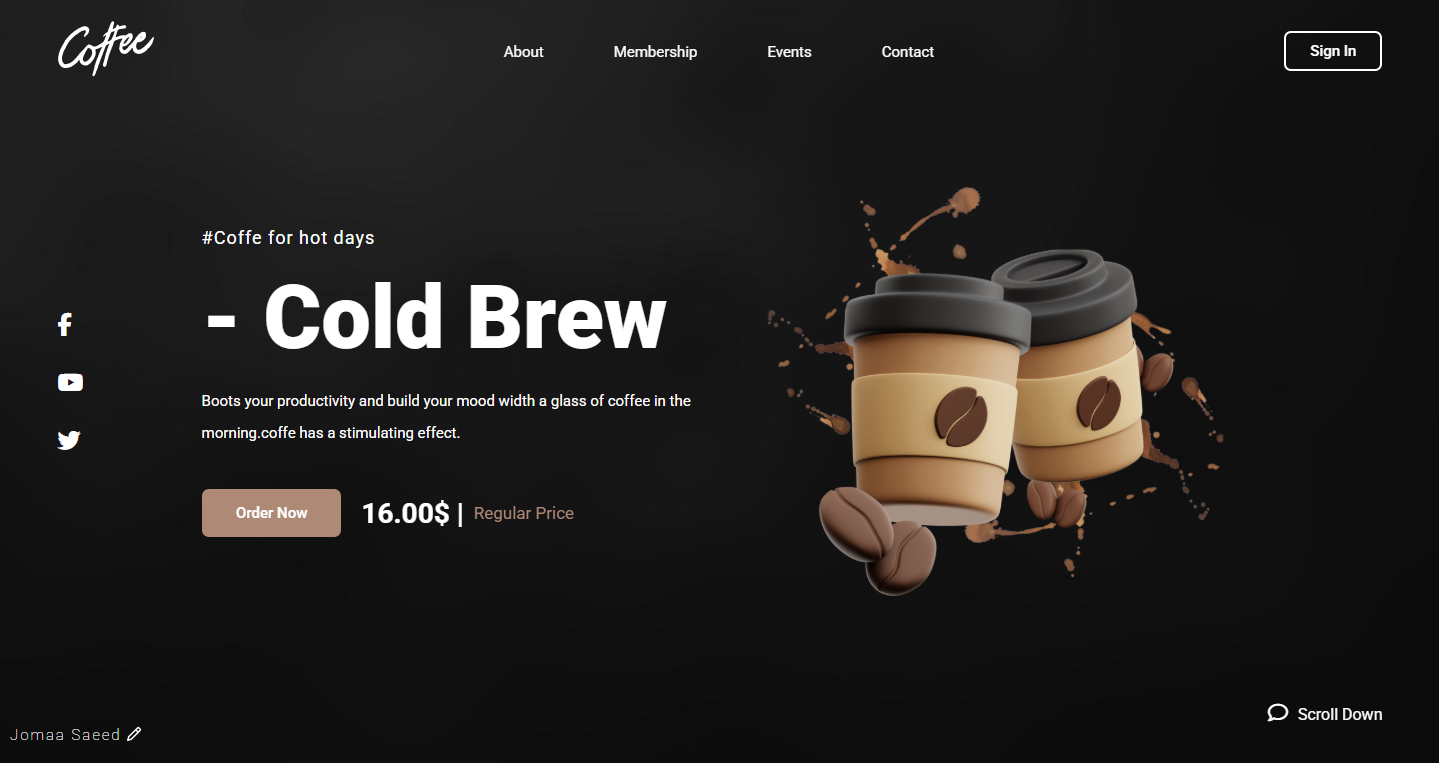 Coffee
About Membership Events Contact
Sign In
#Coffe for hot days
- Cold Brew
Boots your productivity and build your mood width a glass of coffee in the
morning.coffe has a stimulating effect.
Order Now
16.00$ | Regular Price
Scroll Down
Jomaa Saeed